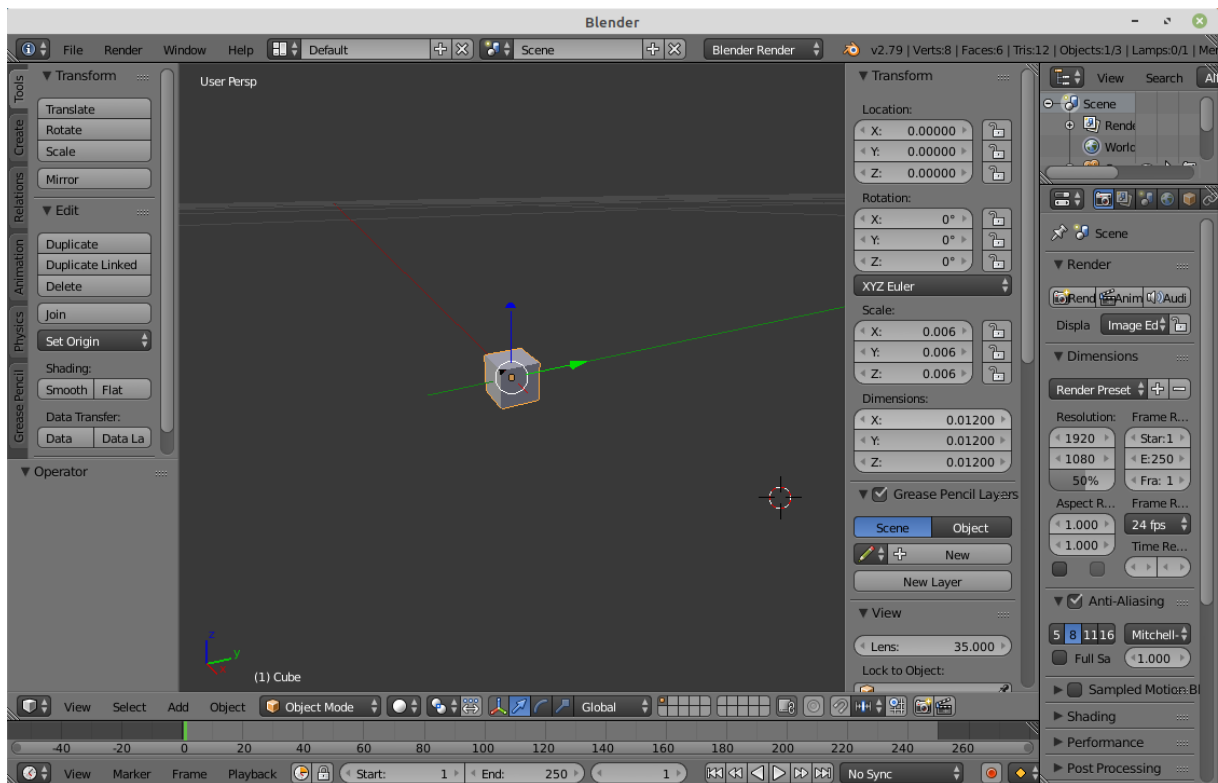 Blender
File Render Window Help Default Scene Blender Render v2.79 | Verts:8 | Faces:6 | Tris:12 | Objects:1/3 | Lamps:0/1 | Mer
Tools
Create
Relations
Animation
Physics
Grease Pencil
Transform
Translate
Rotate
Scale
Mirror
Edit
Duplicate
Duplicate Linked
Delete
Join
Set Origin
Shading:
Smooth Flat
Data Transfer:
Data Data La
Operator
User Persp
z
y
(1) Cube
Transform
Location:
X: 0.00000
Y: 0.00000
Z: 0.00000
Rotation:
X: 0°
Y: 0°
Z: 0°
XYZ Euler
Scale:
X: 0.006
Y: 0.006
Z: 0.006
Dimensions:
X: 0.01200
Y: 0.01200
Z: 0.01200
Grease Pencil Layers
Scene Object
New
New Layer
View
Lens: 35.000
Lock to Object:
View Search Al
Scene
Rende
Worlc
Scene
Render
Rend Anim Audi
Displa Image Ed
Dimensions
Render Preset
Resolution: Frame R...
1920 Star:1
1080 E:250
50% Fra: 1
Aspect R... Frame R...
1.000 24 fps
1.000 Time Re...
Anti-Aliasing
5 8 11 16 Mitchell-
Full Sa 1.000
Sampled Motion Bl
Shading
Performance
Post Processing
View Select Add Object Object Mode Global
-40 -20 0 20 40 60 80 100 120 140 160 180 200 220 240 260
View Marker Frame Playback Start: 1 End: 250 1 No Sync